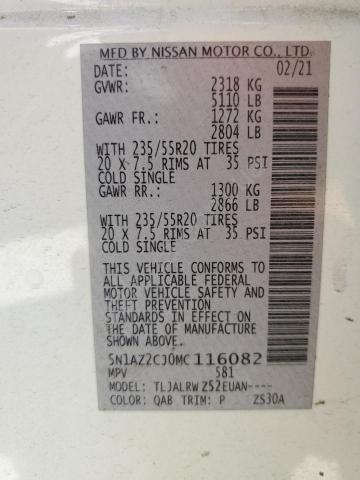 MFD BY NISSAN MOTOR CO., LTD.
DATE: 02/21
GVWR: 2318 KG
5110 LB
GAWR FR.: 1272 KG
2804 LB
WITH 235/55R20 TIRES
20 X 7.5 RIMS AT 35 PSI
COLD SINGLE
GAWR RR.: 1300 KG
2866 LB
WITH 235/55R20 TIRES
20 X 7.5 RIMS AT 35 PSI
COLD SINGLE
THIS VEHICLE CONFORMS TO
ALL APPLICABLE FEDERAL
MOTOR VEHICLE SAFETY AND
THEFT PREVENTION
STANDARDS IN EFFECT ON
THE DATE OF MANUFACTURE
SHOWN ABOVE.
5N1AZ2CJ0MC116082
MPV 581
MODEL: TLJALRWZ52EUAN----
COLOR: QAB TRIM: P ZS30A